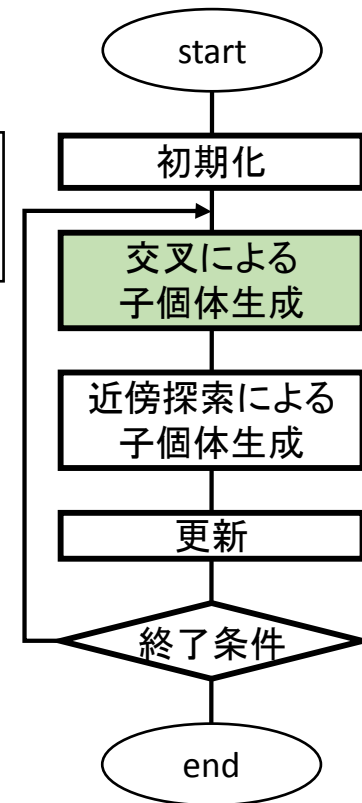 start
初期化
交叉による
子個体生成
近傍探索による
子個体生成
更新
終了条件
end